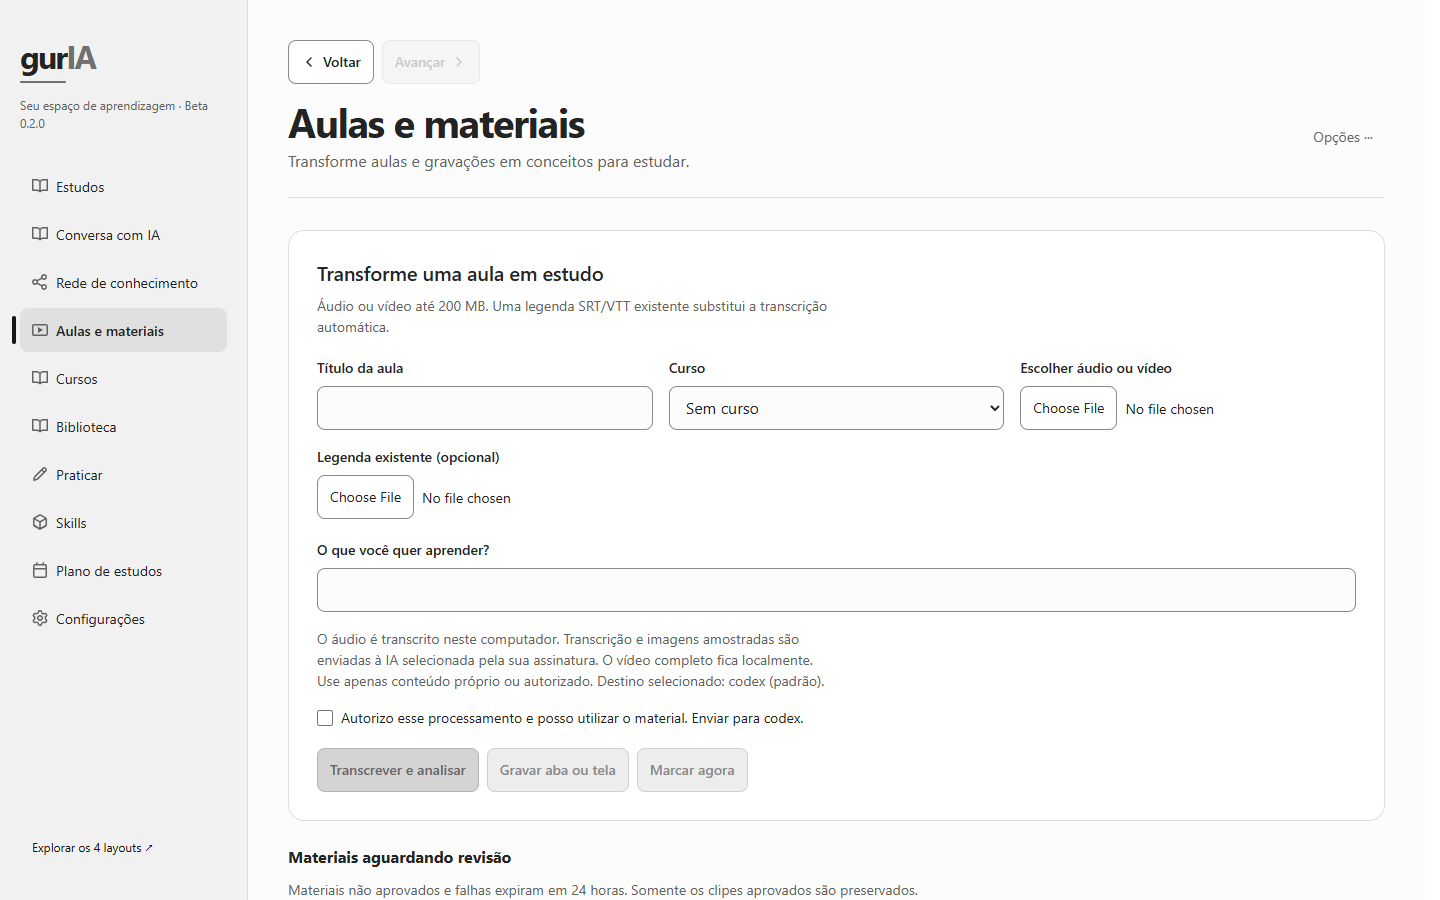 gurIA
Seu espaço de aprendizagem · Beta
0.2.0
Estudos
Conversa com IA
Rede de conhecimento
Aulas e materiais
Cursos
Biblioteca
Praticar
Skills
Plano de estudos
Configurações
Explorar os 4 layouts ↗
Voltar
Avançar
Aulas e materiais
Transforme aulas e gravações em conceitos para estudar.
Opções ···
Transforme uma aula em estudo
Áudio ou vídeo até 200 MB. Uma legenda SRT/VTT existente substitui a transcrição
automática.
Título da aula
Curso
Sem curso
Escolher áudio ou vídeo
Choose File No file chosen
Legenda existente (opcional)
Choose File No file chosen
O que você quer aprender?
O áudio é transcrito neste computador. Transcrição e imagens amostradas são
enviadas à IA selecionada pela sua assinatura. O vídeo completo fica localmente.
Use apenas conteúdo próprio ou autorizado. Destino selecionado: codex (padrão).
Autorizo esse processamento e posso utilizar o material. Enviar para codex.
Transcrever e analisar
Gravar aba ou tela
Marcar agora
Materiais aguardando revisão
Materiais não aprovados e falhas expiram em 24 horas. Somente os clipes aprovados são preservados.